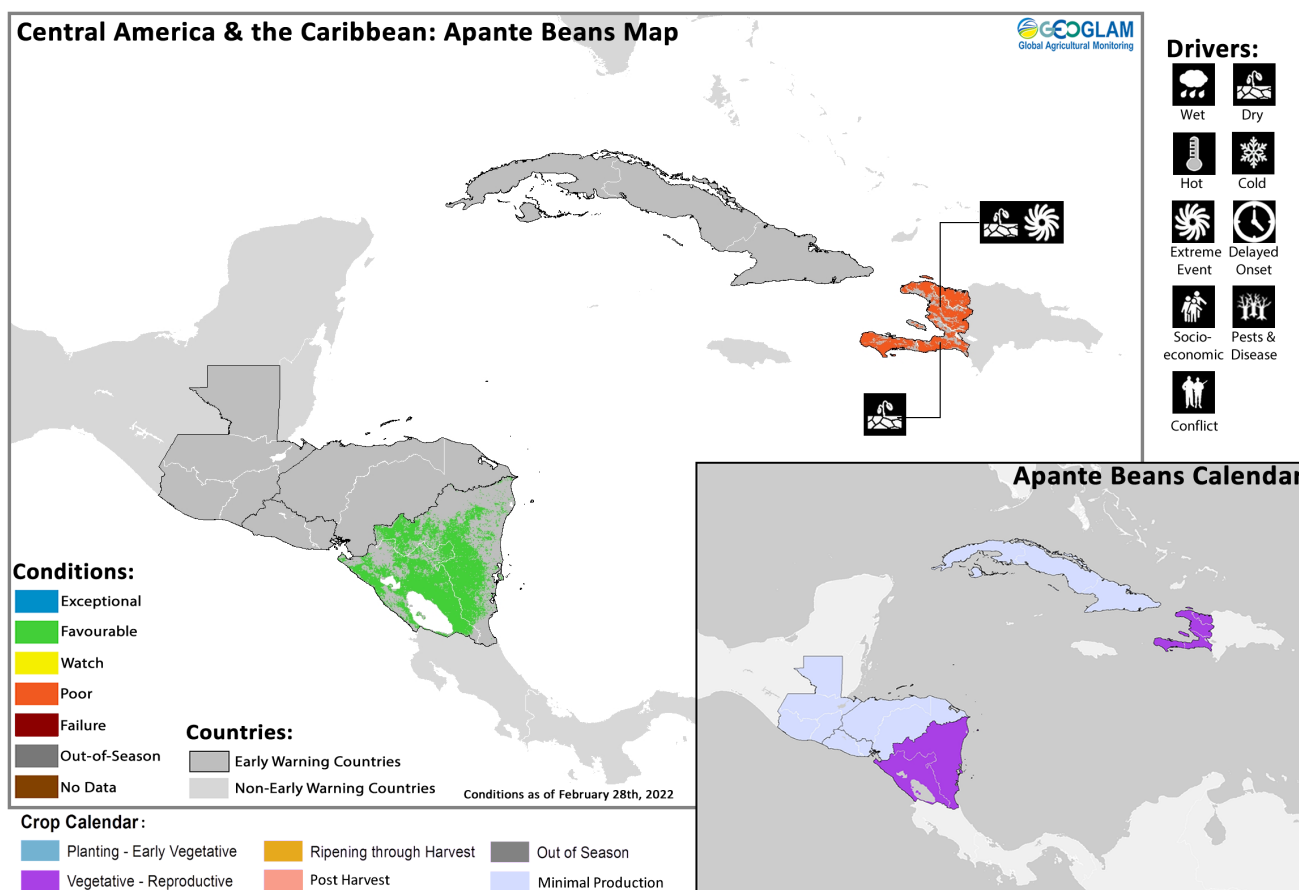 Central America & the Caribbean: Apante Beans Map
GEOGLAM
Global Agricultural Monitoring
Drivers:
Wet
Dry
Hot
Cold
Extreme
Event
Delayed
Onset
Socio-
economic
Pests &
Disease
Conflict
Apante Beans Calendar
Conditions:
Exceptional
Favourable
Watch
Poor
Failure
Out-of-Season
No Data
Countries:
Early Warning Countries
Non-Early Warning Countries
Conditions as of February 28th, 2022
Crop Calendar:
Planting - Early Vegetative
Ripening through Harvest
Out of Season
Vegetative - Reproductive
Post Harvest
Minimal Production